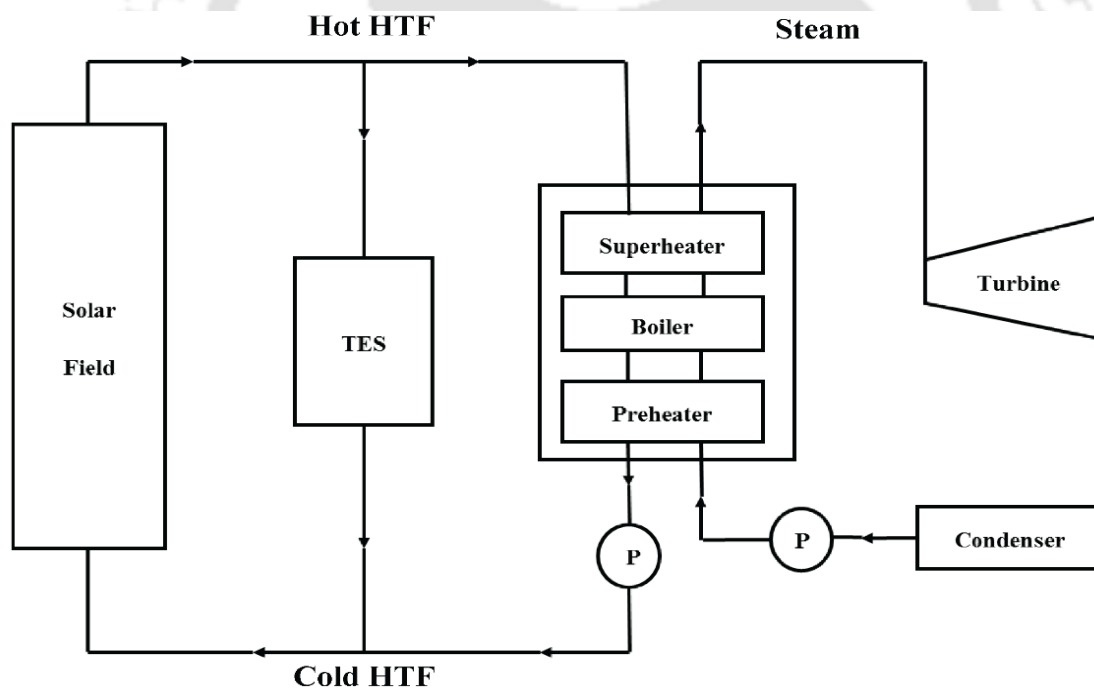 Hot HTF
Steam
Solar
Field
TES
Superheater
Boiler
Preheater
Turbine
P
P
Condenser
Cold HTF